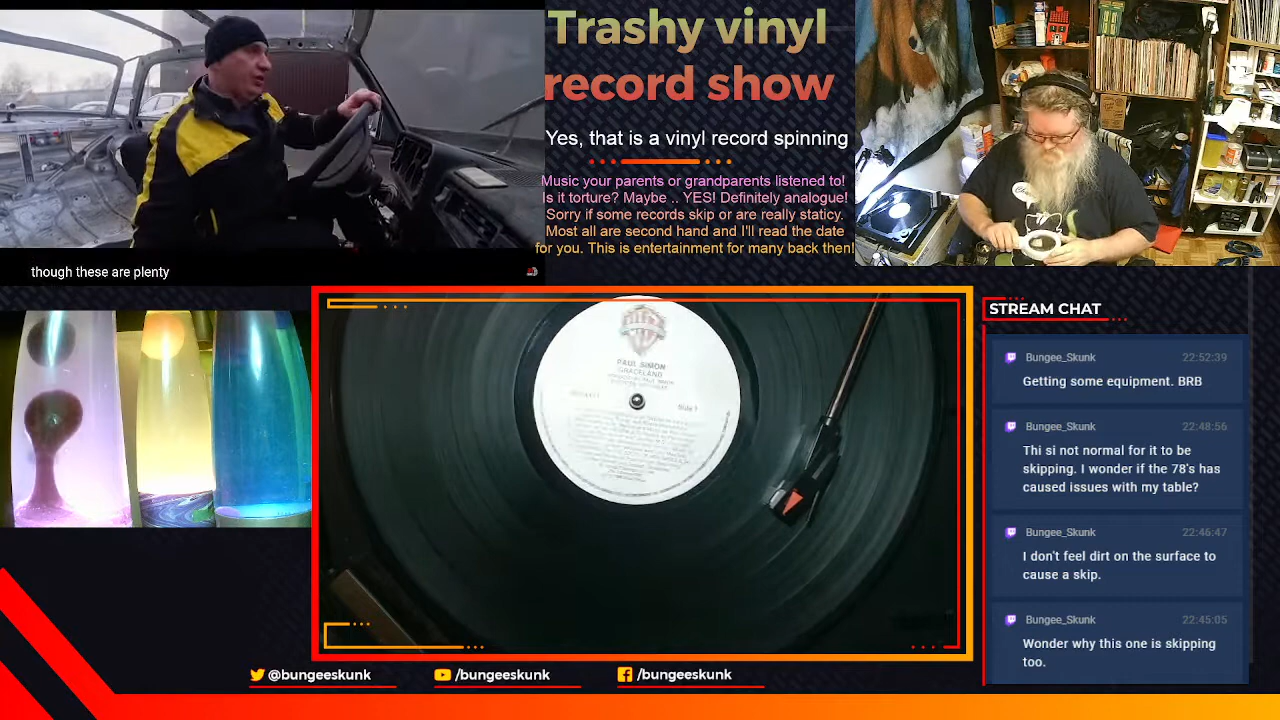 Trashy vinyl
record show
Yes, that is a vinyl record spinning
Music your parents or grandparents listened to!
Is it torture? Maybe .. YES! Definitely analogue!
Sorry if some records skip or are really staticy.
Most all are second hand and I'll read the date
for you. This is entertainment for many back then!
though these are plenty
PAUL SIMON
GRACELAND
Side 1
STREAM CHAT
Bungee_Skunk 22:52:39
Getting some equipment. BRB
Bungee_Skunk 22:48:56
Thi si not normal for it to be
skipping. I wonder if the 78's has
caused issues with my table?
Bungee_Skunk 22:46:47
I don't feel dirt on the surface to
cause a skip.
Bungee_Skunk 22:45:05
Wonder why this one is skipping
too.
@bungeeskunk
/bungeeskunk
/bungeeskunk